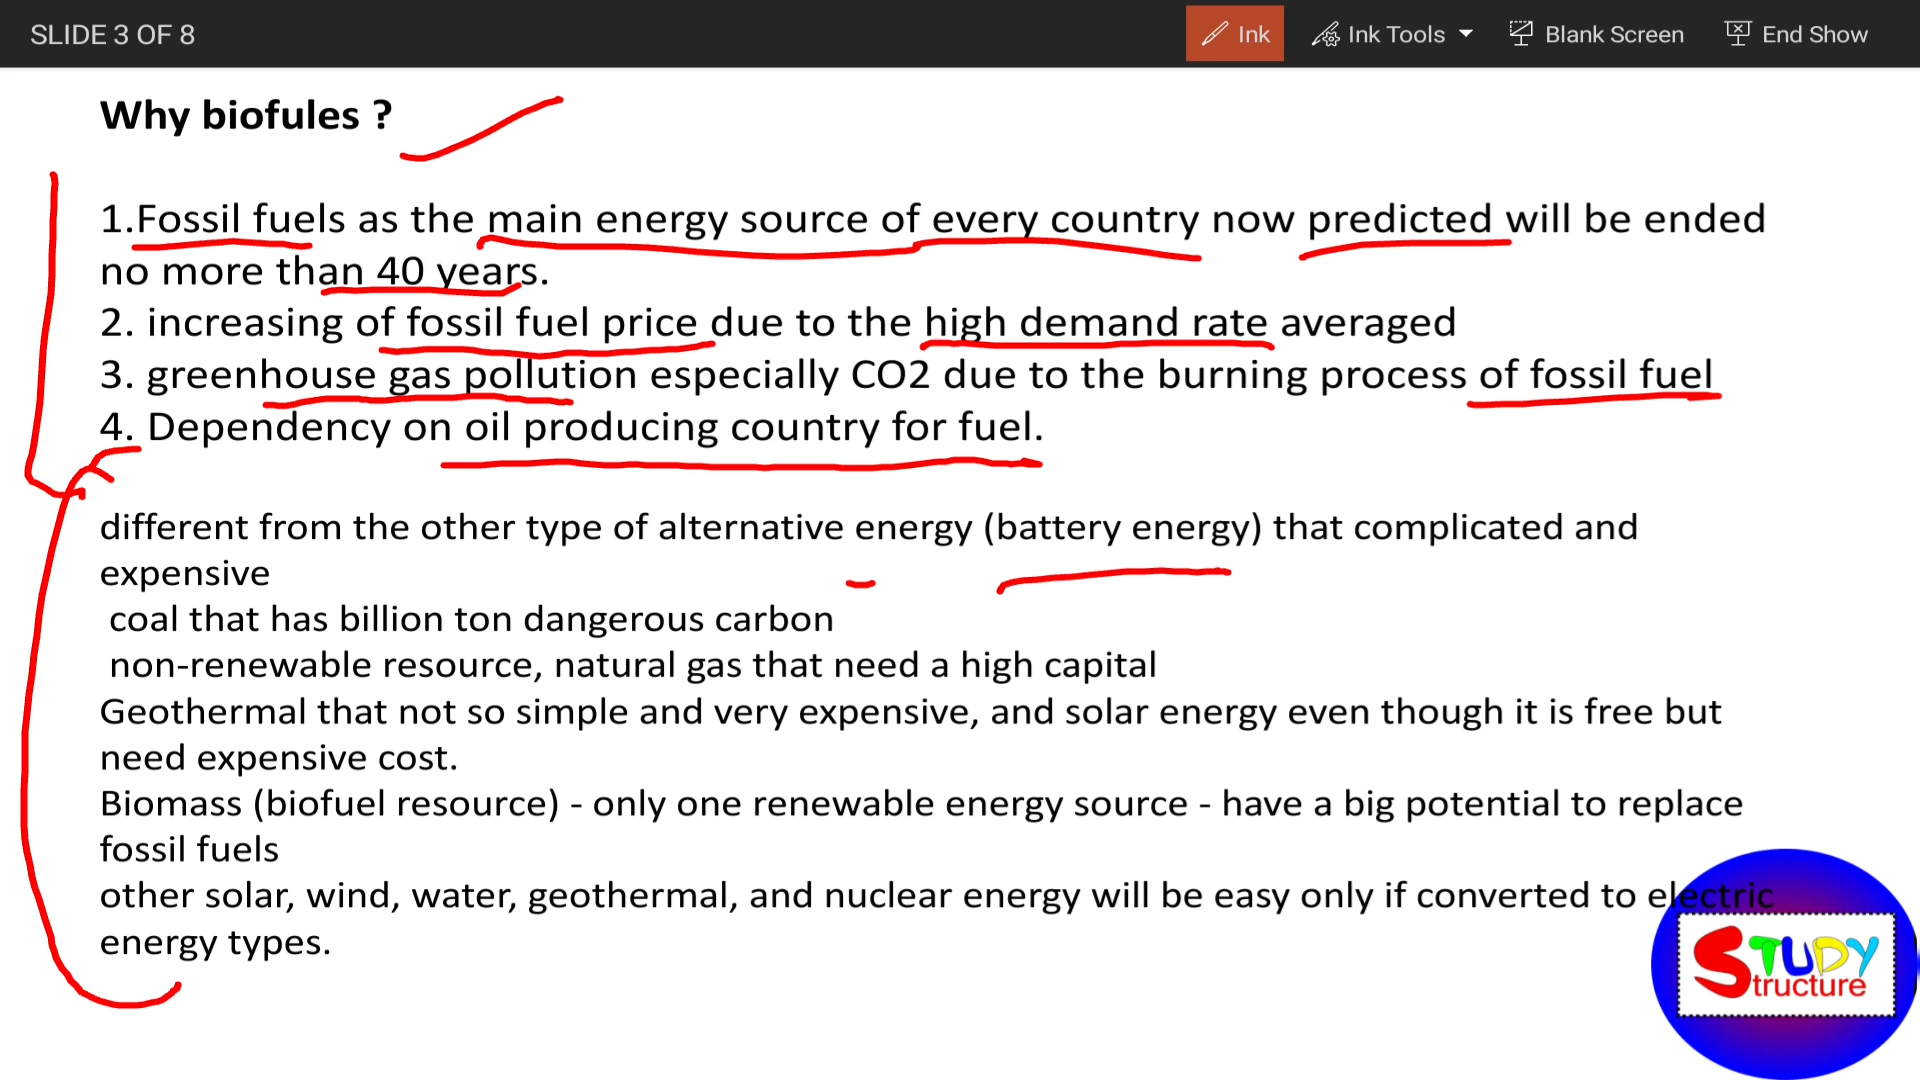 SLIDE 3 OF 8
Ink
Ink Tools
Blank Screen
End Show
Why biofules ?
1.Fossil fuels as the main energy source of every country now predicted will be ended
no more than 40 years.
2. increasing of fossil fuel price due to the high demand rate averaged
3. greenhouse gas pollution especially CO2 due to the burning process of fossil fuel
4. Dependency on oil producing country for fuel.
different from the other type of alternative energy (battery energy) that complicated and
expensive
coal that has billion ton dangerous carbon
non-renewable resource, natural gas that need a high capital
Geothermal that not so simple and very expensive, and solar energy even though it is free but
need expensive cost.
Biomass (biofuel resource) - only one renewable energy source - have a big potential to replace
fossil fuels
other solar, wind, water, geothermal, and nuclear energy will be easy only if converted to electric
energy types.
STUDY
Structure